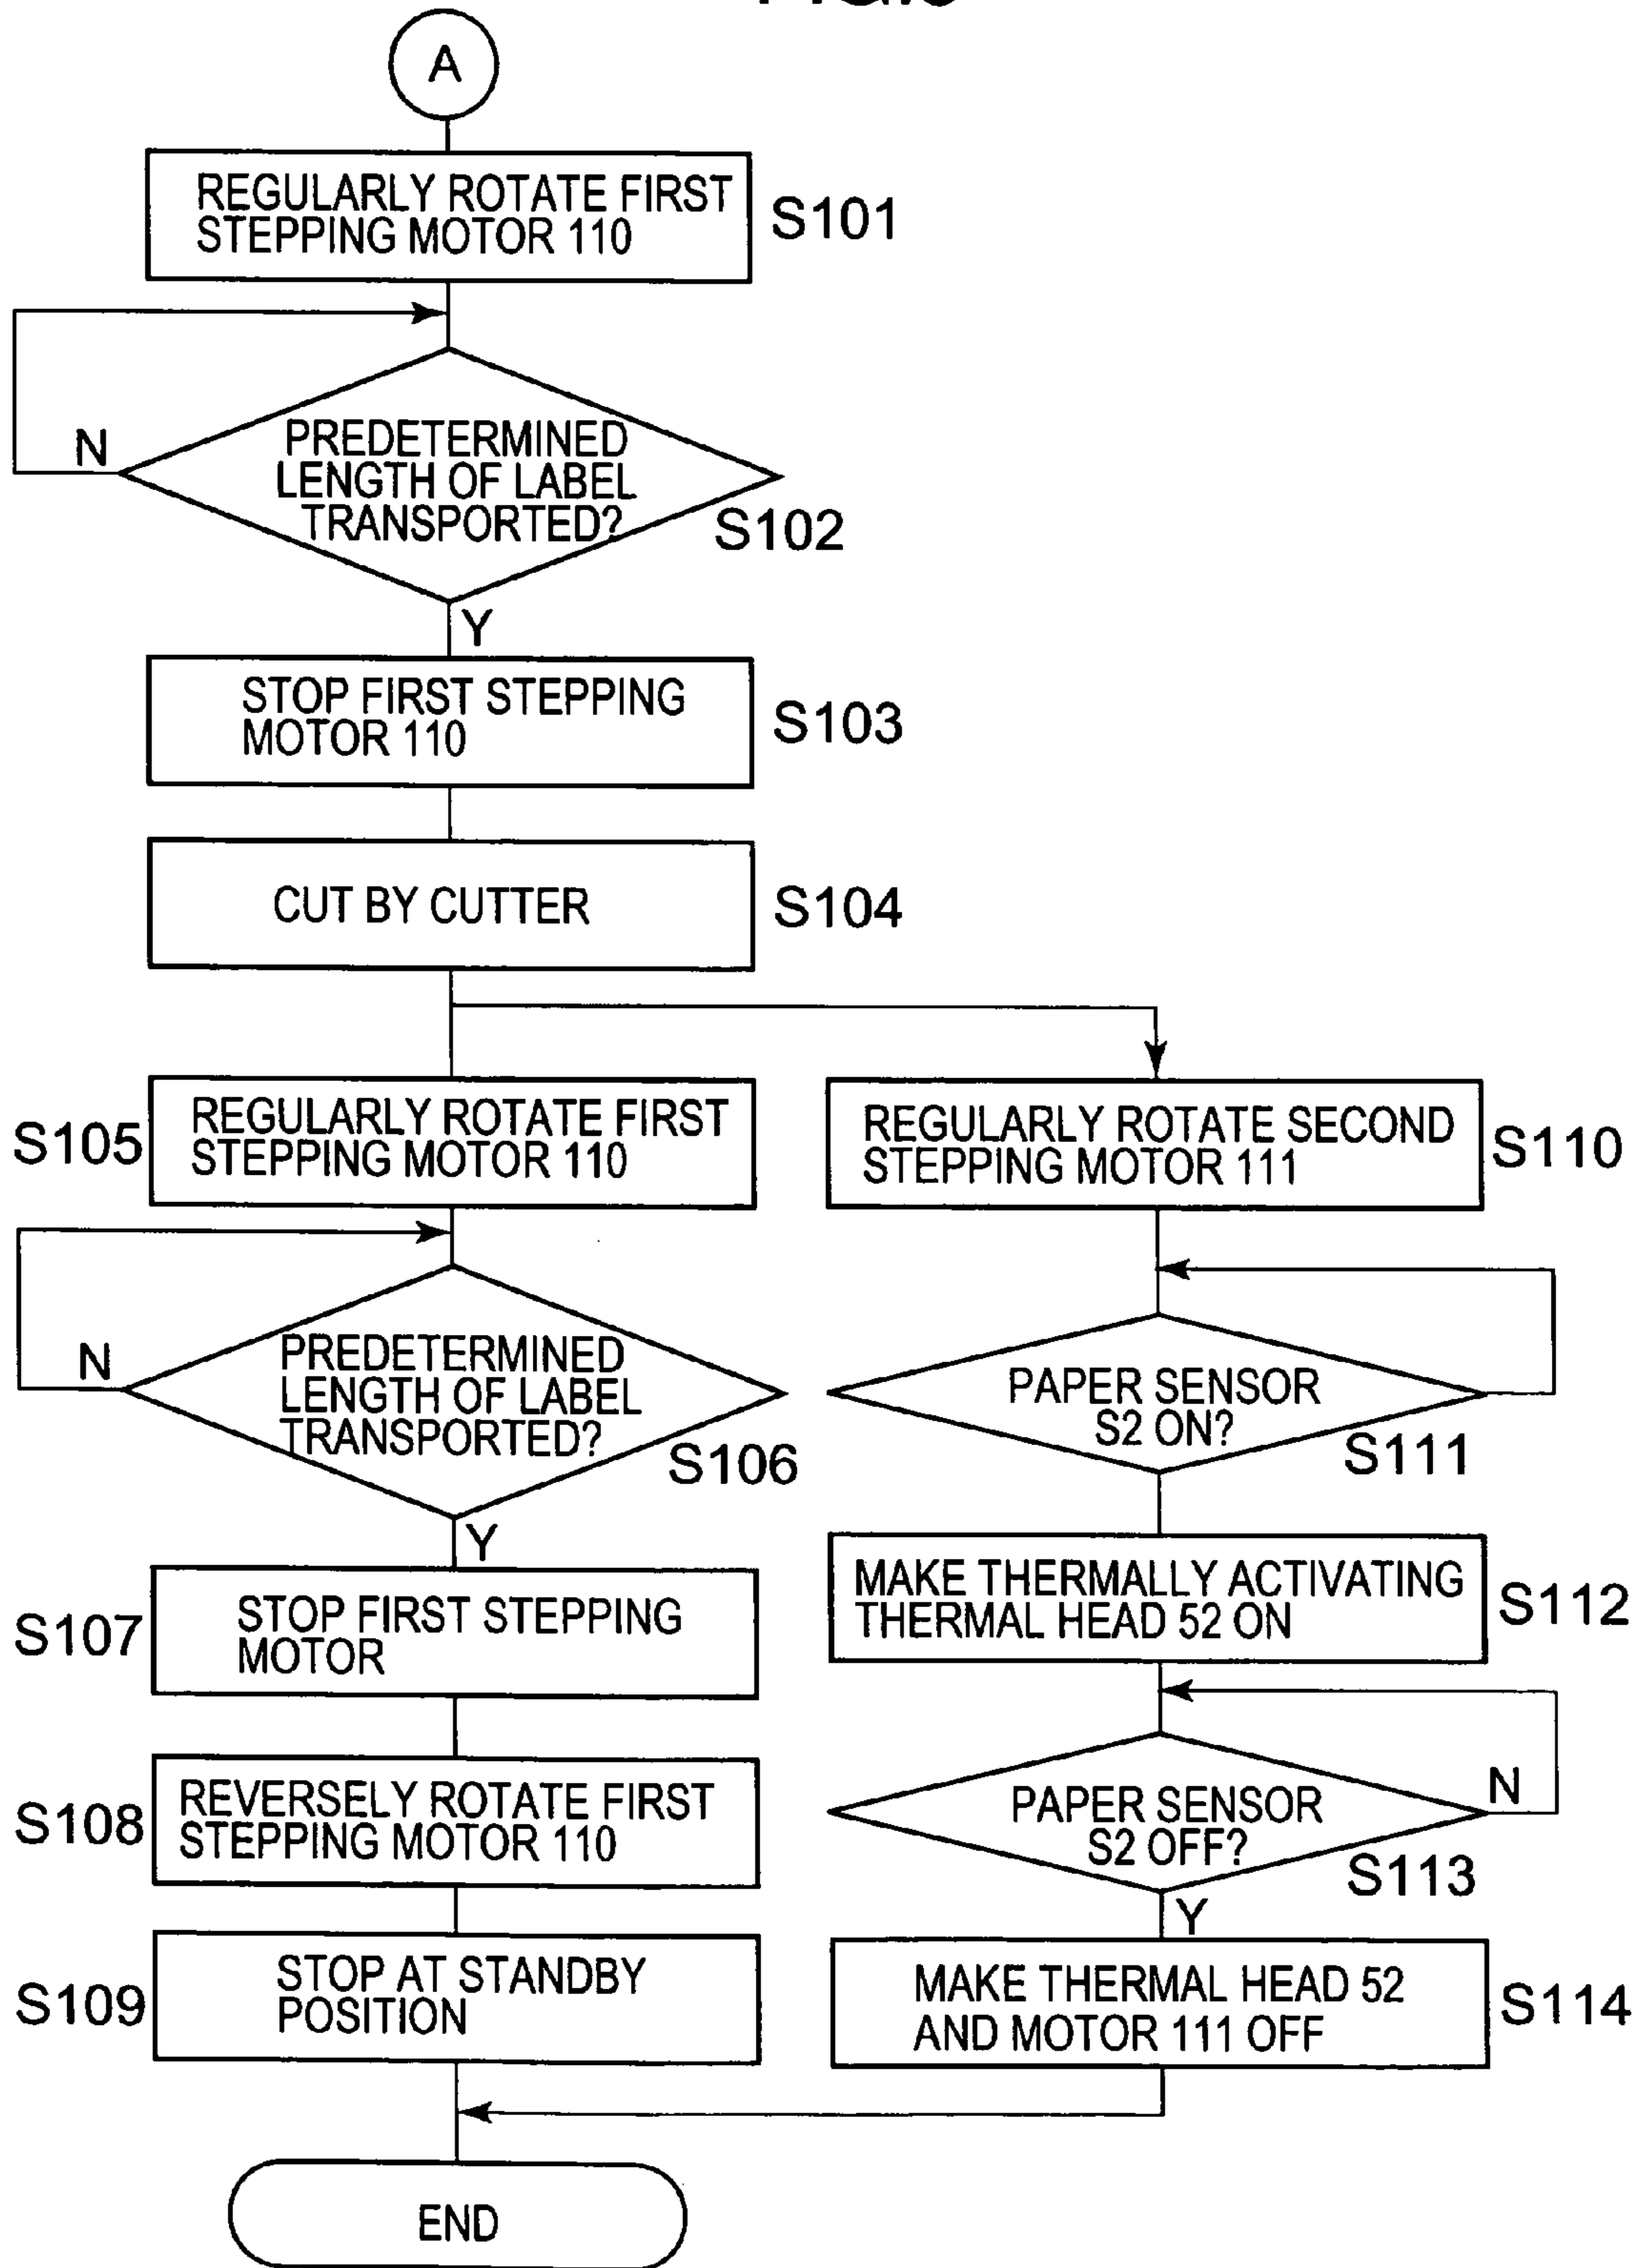 A
REGULARLY ROTATE FIRST
STEPPING MOTOR 110
S101
N
PREDETERMINED
LENGTH OF LABEL
TRANSPORTED?
S102
Y
STOP FIRST STEPPING
MOTOR 110
S103
CUT BY CUTTER
S104
S105
REGULARLY ROTATE FIRST
STEPPING MOTOR 110
N
PREDETERMINED
LENGTH OF LABEL
TRANSPORTED?
S106
Y
S107
STOP FIRST STEPPING
MOTOR
S108
REVERSELY ROTATE FIRST
STEPPING MOTOR 110
S109
STOP AT STANDBY
POSITION
REGULARLY ROTATE SECOND
STEPPING MOTOR 111
S110
PAPER SENSOR
S2 ON?
S111
MAKE THERMALLY ACTIVATING
THERMAL HEAD 52 ON
S112
PAPER SENSOR
S2 OFF?
N
S113
Y
MAKE THERMAL HEAD 52
AND MOTOR 111 OFF
S114
END